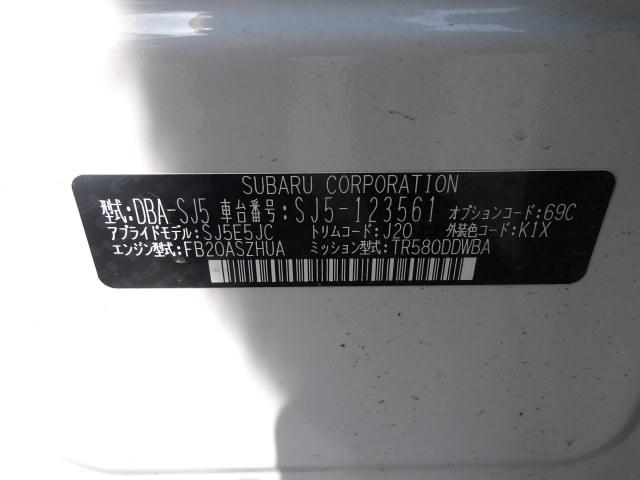 SUBARU CORPORATION
型式:DBA-SJ5 車台番号:SJ5-123561 オプションコード:69C
アプライドモデル:SJ5E5JC トリムコード:J20 外装色コード:K1X
エンジン型式:FB20ASZHUA ミッション型式:TR580DDWBA